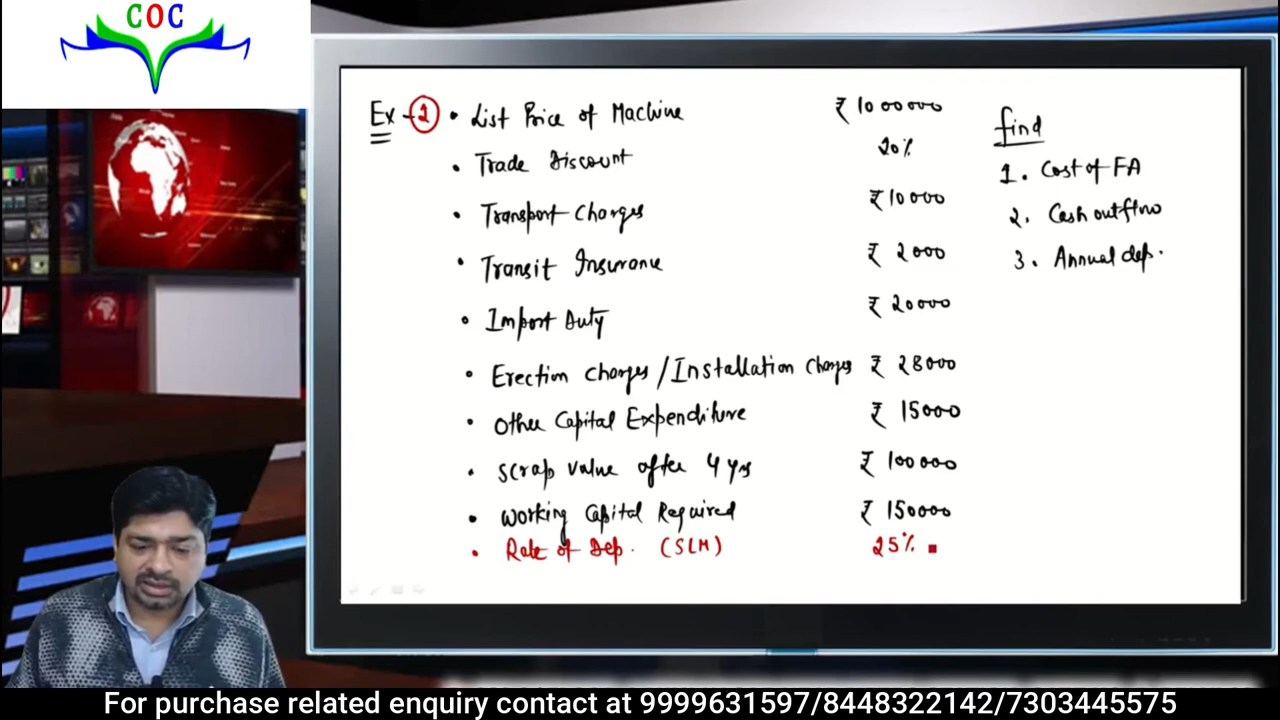 COC
Ex-1 • List Price of Machine ₹ 1000000
• Trade Discount 20%
• Transport Charges ₹ 10000
• Transit Insurance ₹ 2000
• Import Duty ₹ 20000
• Erection Charges / Installation Charges ₹ 28000
• Other Capital Expenditure ₹ 15000
• Scrap value after 4 yrs ₹ 100000
• Working Capital Required ₹ 150000
• Rate of Dep. (SLM) 25%
find
1. Cost of FA
2. Cash outflow
3. Annual dep.
For purchase related enquiry contact at 9999631597/8448322142/7303445575